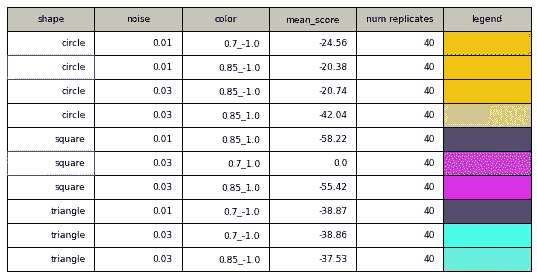 shape noise color mean_score num replicates legend
circle 0.01 0.7_-1.0 -24.56 40
circle 0.01 0.85_-1.0 -20.38 40
circle 0.03 0.85_-1.0 -20.74 40
circle 0.03 0.85_1.0 -42.04 40
square 0.01 0.85_1.0 -58.22 40
square 0.03 0.7_1.0 0.0 40
square 0.03 0.85_1.0 -55.42 40
triangle 0.01 0.7_-1.0 -38.87 40
triangle 0.03 0.7_-1.0 -38.86 40
triangle 0.03 0.85_-1.0 -37.53 40